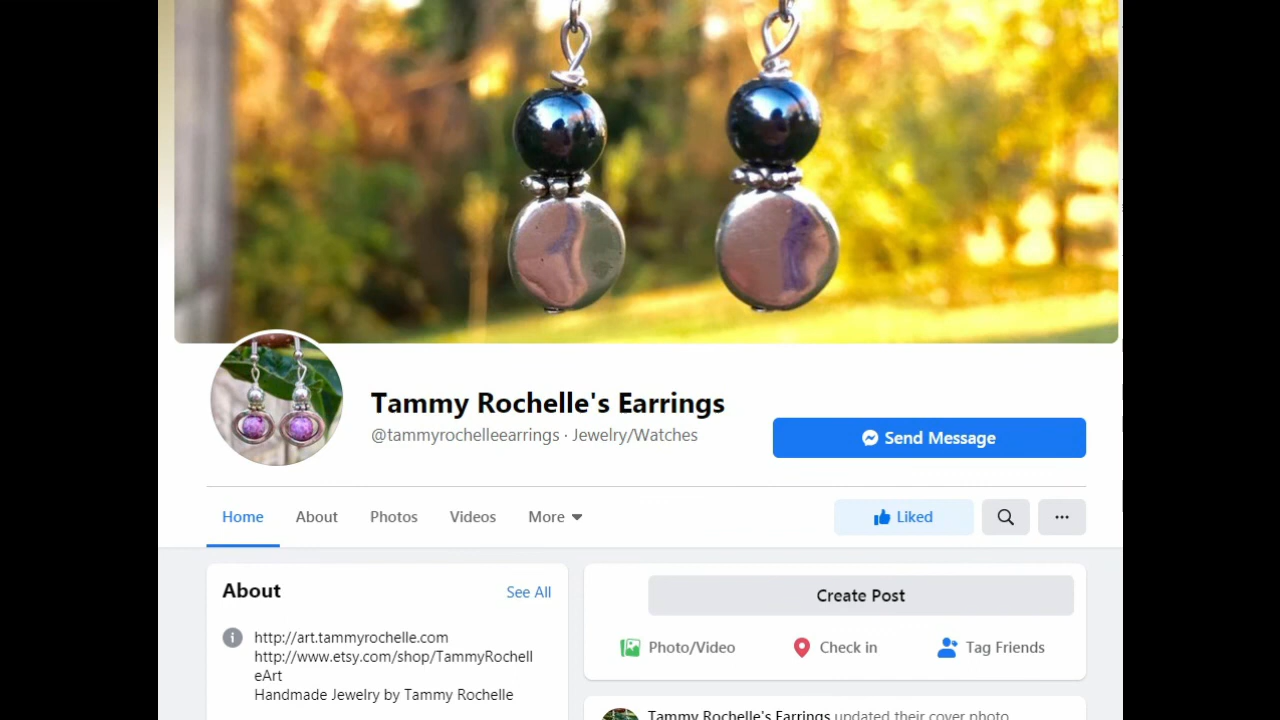 Tammy Rochelle's Earrings
@tammyrochelleearrings · Jewelry/Watches
Send Message
Home
About
Photos
Videos
More
Liked
About
See All
http://art.tammyrochelle.com
http://www.etsy.com/shop/TammyRochell
eArt
Handmade Jewelry by Tammy Rochelle
Create Post
Photo/Video
Check in
Tag Friends
Tammy Rochelle's Earrings updated their cover photo